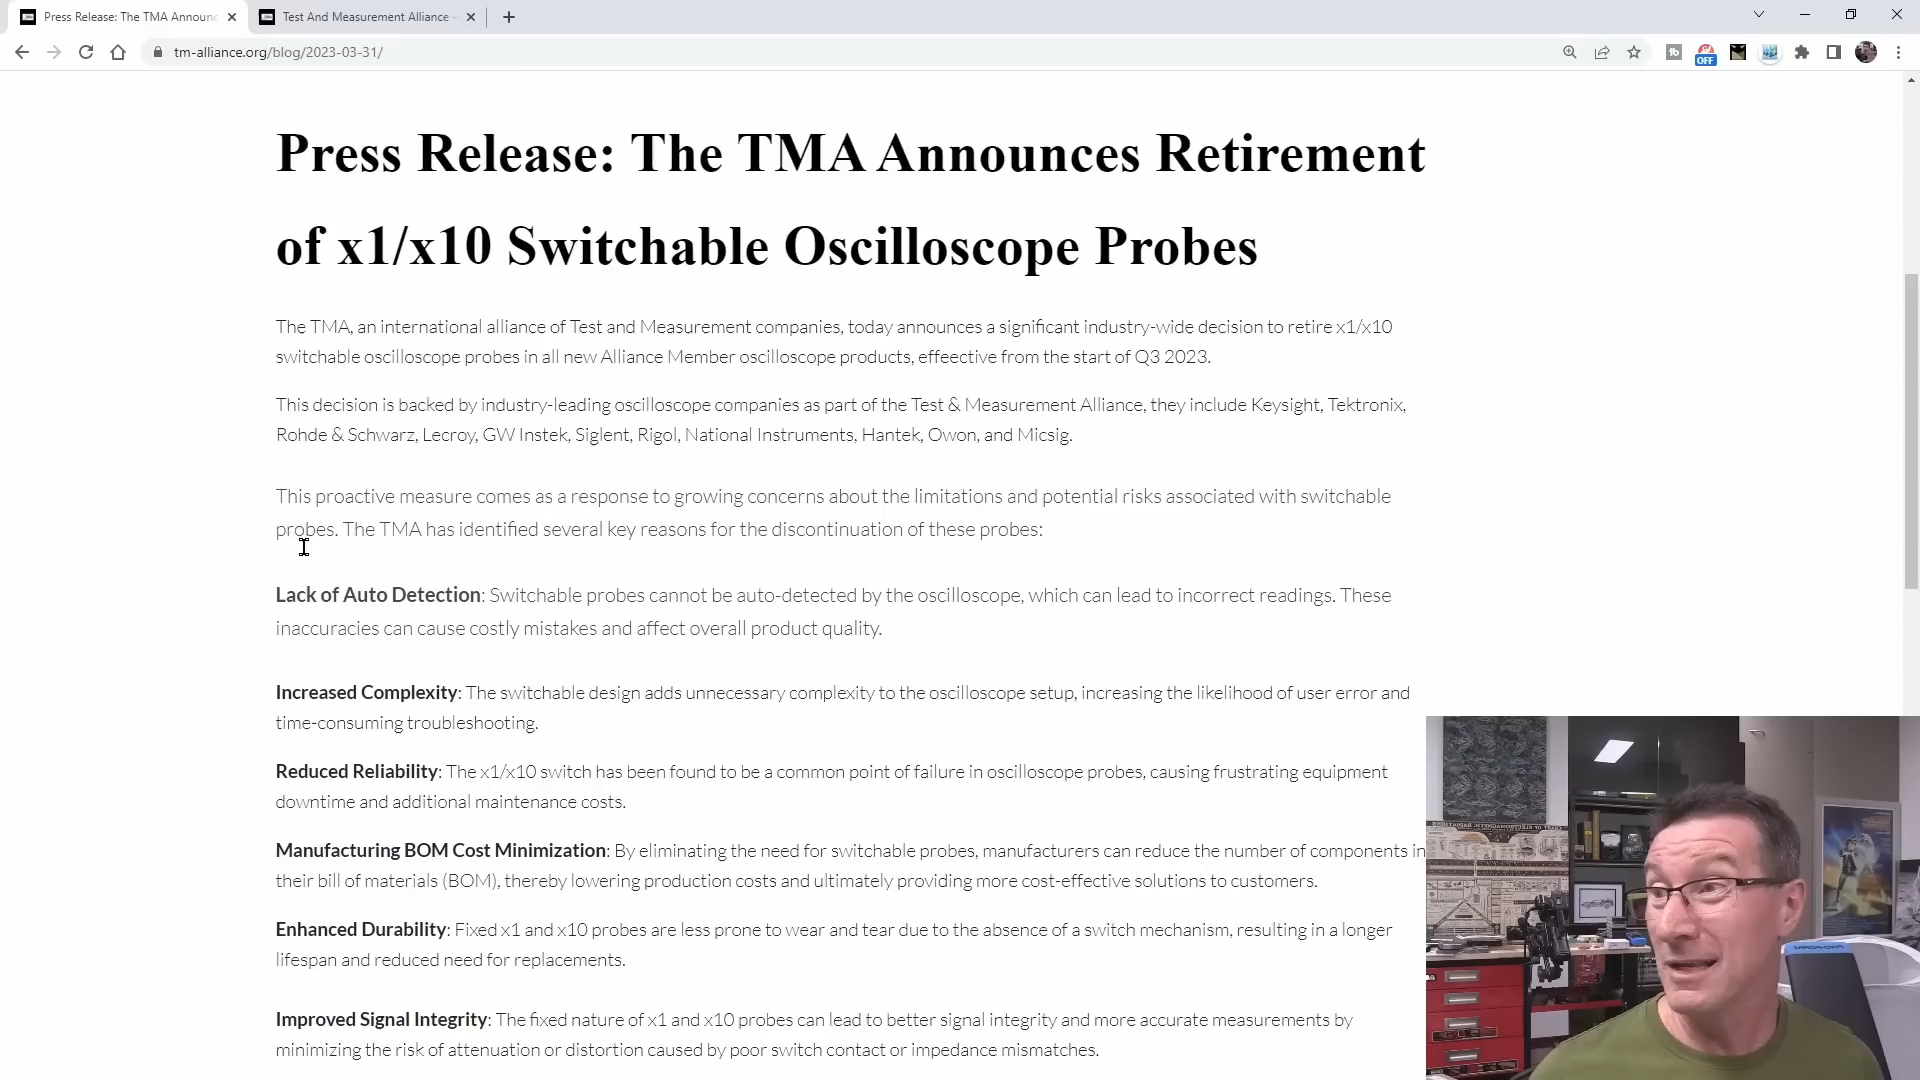 Press Release: The TMA Announc
Test And Measurement Alliance -
tm-alliance.org/blog/2023-03-31/
OFF
Press Release: The TMA Announces Retirement
of x1/x10 Switchable Oscilloscope Probes
The TMA, an international alliance of Test and Measurement companies, today announces a significant industry-wide decision to retire x1/x10
switchable oscilloscope probes in all new Alliance Member oscilloscope products, effeective from the start of Q3 2023.
This decision is backed by industry-leading oscilloscope companies as part of the Test & Measurement Alliance, they include Keysight, Tektronix,
Rohde & Schwarz, Lecroy, GW Instek, Siglent, Rigol, National Instruments, Hantek, Owon, and Micsig.
This proactive measure comes as a response to growing concerns about the limitations and potential risks associated with switchable
probes. The TMA has identified several key reasons for the discontinuation of these probes:
Lack of Auto Detection: Switchable probes cannot be auto-detected by the oscilloscope, which can lead to incorrect readings. These
inaccuracies can cause costly mistakes and affect overall product quality.
Increased Complexity: The switchable design adds unnecessary complexity to the oscilloscope setup, increasing the likelihood of user error and
time-consuming troubleshooting.
Reduced Reliability: The x1/x10 switch has been found to be a common point of failure in oscilloscope probes, causing frustrating equipment
downtime and additional maintenance costs.
Manufacturing BOM Cost Minimization: By eliminating the need for switchable probes, manufacturers can reduce the number of components in
their bill of materials (BOM), thereby lowering production costs and ultimately providing more cost-effective solutions to customers.
Enhanced Durability: Fixed x1 and x10 probes are less prone to wear and tear due to the absence of a switch mechanism, resulting in a longer
lifespan and reduced need for replacements.
Improved Signal Integrity: The fixed nature of x1 and x10 probes can lead to better signal integrity and more accurate measurements by
minimizing the risk of attenuation or distortion caused by poor switch contact or impedance mismatches.